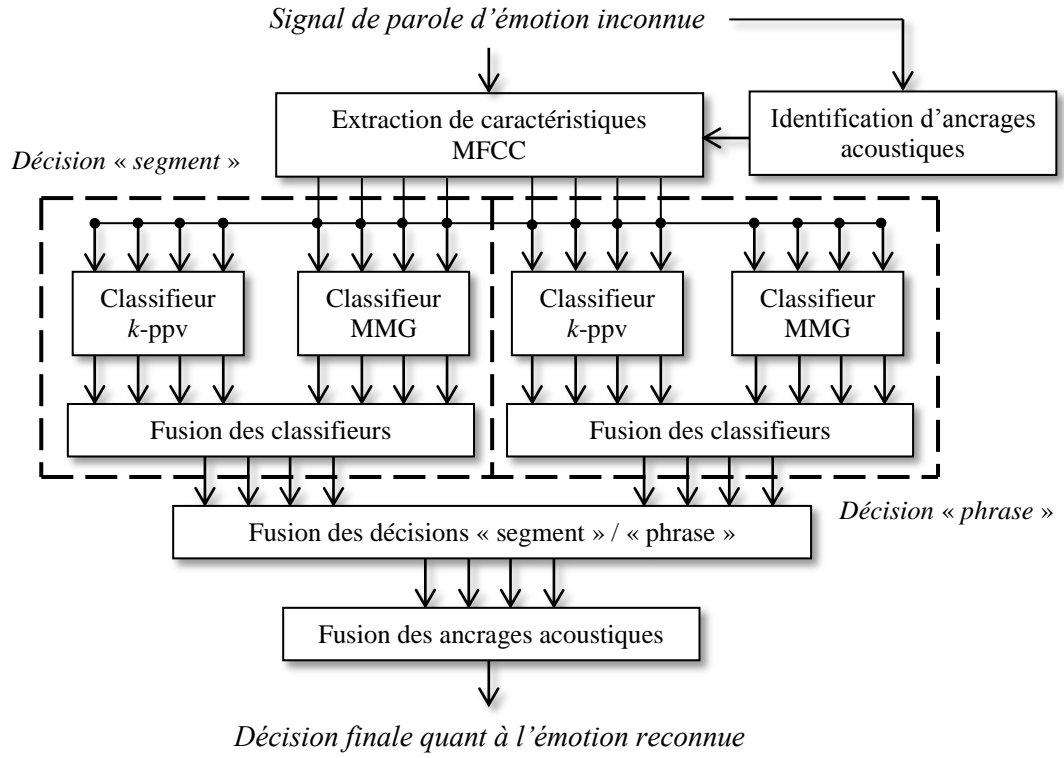 Signal de parole d’émotion inconnue
Extraction de caractéristiques
MFCC
Identification d’ancrages
acoustiques
Décision « segment »
Classifieur
k-ppv
Classifieur
MMG
Classifieur
k-ppv
Classifieur
MMG
Fusion des classifieurs
Fusion des classifieurs
Décision « phrase »
Fusion des décisions « segment » / « phrase »
Fusion des ancrages acoustiques
Décision finale quant à l’émotion reconnue